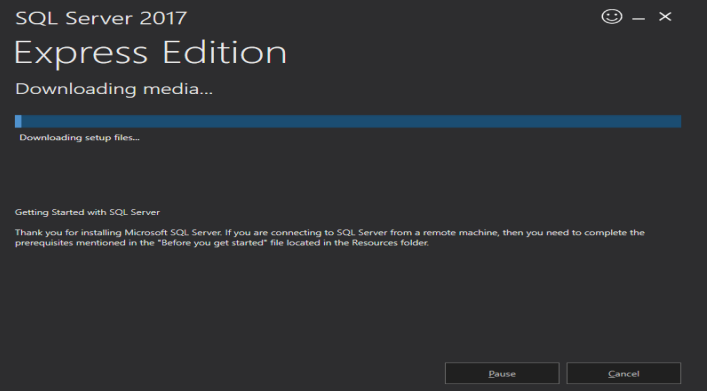 SQL Server 2017
Express Edition
Downloading media...
Downloading setup files...
Getting Started with SQL Server
Thank you for installing Microsoft SQL Server. If you are connecting to SQL Server from a remote machine, then you need to complete the
prerequisites mentioned in the "Before you get started" file located in the Resources folder.
Pause
Cancel